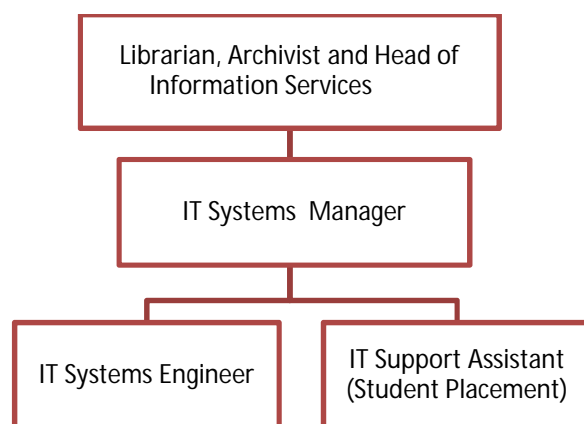 Librarian, Archivist and Head of
Information Services
IT Systems Manager
IT Systems Engineer
IT Support Assistant
(Student Placement)